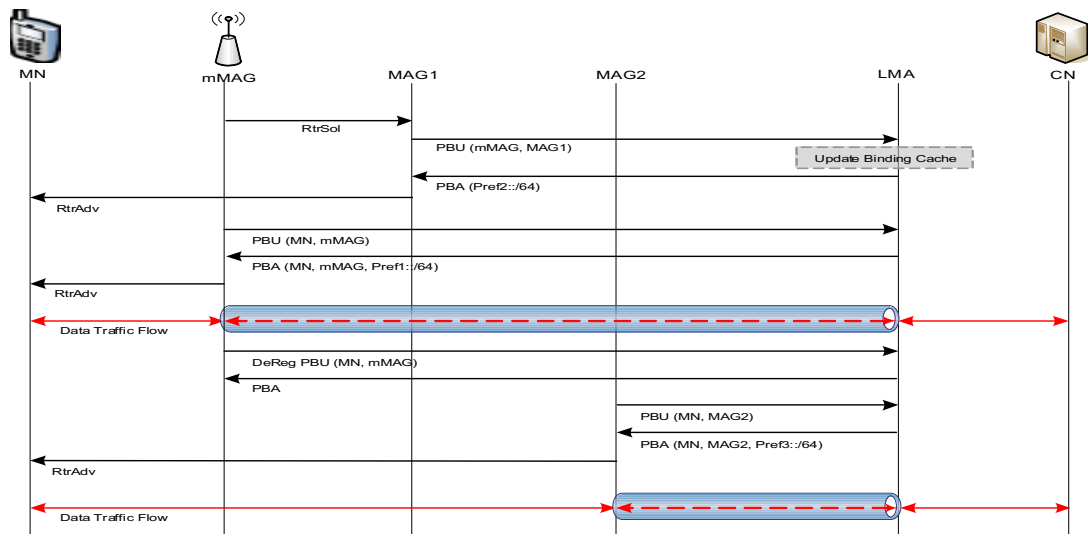 MN
mMAG
MAG1
MAG2
LMA
CN
RtrSol
PBU (mMAG, MAG1)
Update Binding Cache
PBA (Pref2::/64)
RtrAdv
PBU (MN, mMAG)
PBA (MN, mMAG, Pref1::/64)
RtrAdv
Data Traffic Flow
DeReg PBU (MN, mMAG)
PBA
PBU (MN, MAG2)
PBA (MN, MAG2, Pref3::/64)
RtrAdv
Data Traffic Flow